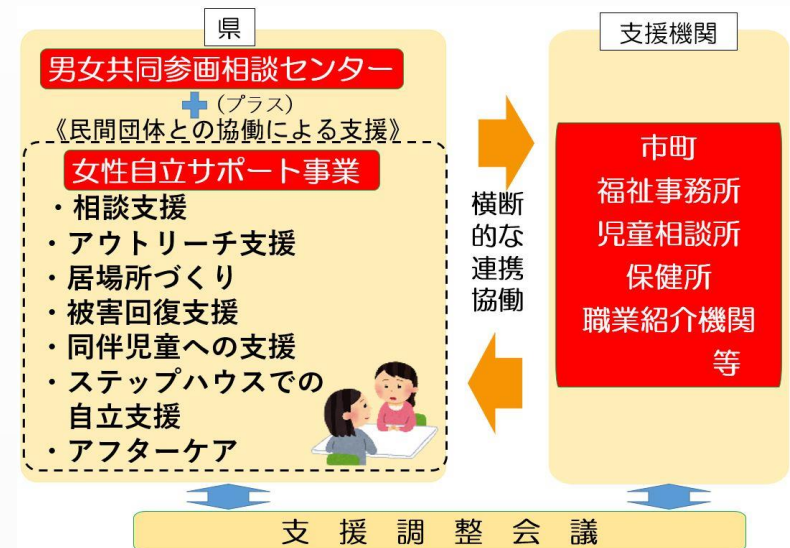 県
男女共同参画相談センター
＋(プラス)
《民間団体との協働による支援》
女性自立サポート事業
・相談支援
・アウトリーチ支援
・居場所づくり
・被害回復支援
・同伴児童への支援
・ステップハウスでの
自立支援
・アフターケア
横断
的な
連携
協働
支援機関
市町
福祉事務所
児童相談所
保健所
職業紹介機関
等
支援調整会議